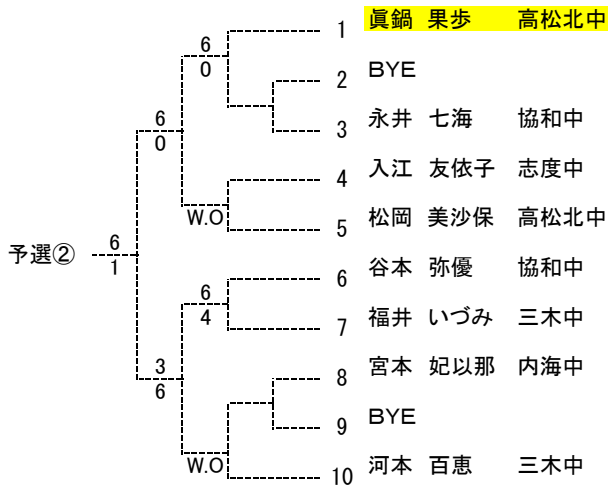 1 眞鍋 果歩 高松北中
6
0
2 BYE
6
0
3 永井 七海 協和中
4 入江 友依子 志度中
W.O
5 松岡 美沙保 高松北中
予選② 6
1
6 谷本 弥優 協和中
6
4
7 福井 いづみ 三木中
3
6
8 宮本 妃以那 内海中
9 BYE
W.O
10 河本 百恵 三木中